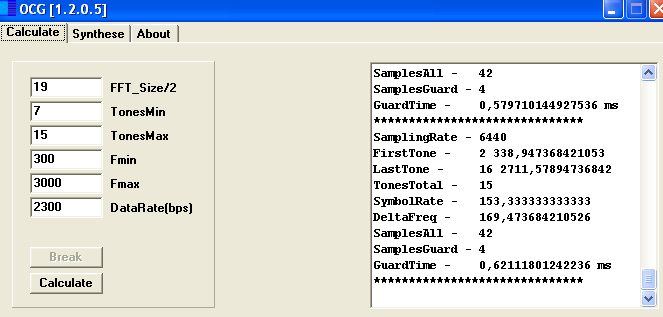 OCG [1.2.0.5]
Calculate Synthese About
19 FFT_Size/2
7 TonesMin
15 TonesMax
300 Fmin
3000 Fmax
2300 DataRate(bps)
Break
Calculate
SamplesAll - 42
SamplesGuard - 4
GuardTime - 0,579710144927536 ms
******************************
SamplingRate - 6440
FirstTone - 2 338,947368421053
LastTone - 16 2711,57894736842
TonesTotal - 15
SymbolRate - 153,333333333333
DeltaFreq - 169,473684210526
SamplesAll - 42
SamplesGuard - 4
GuardTime - 0,62111801242236 ms
******************************